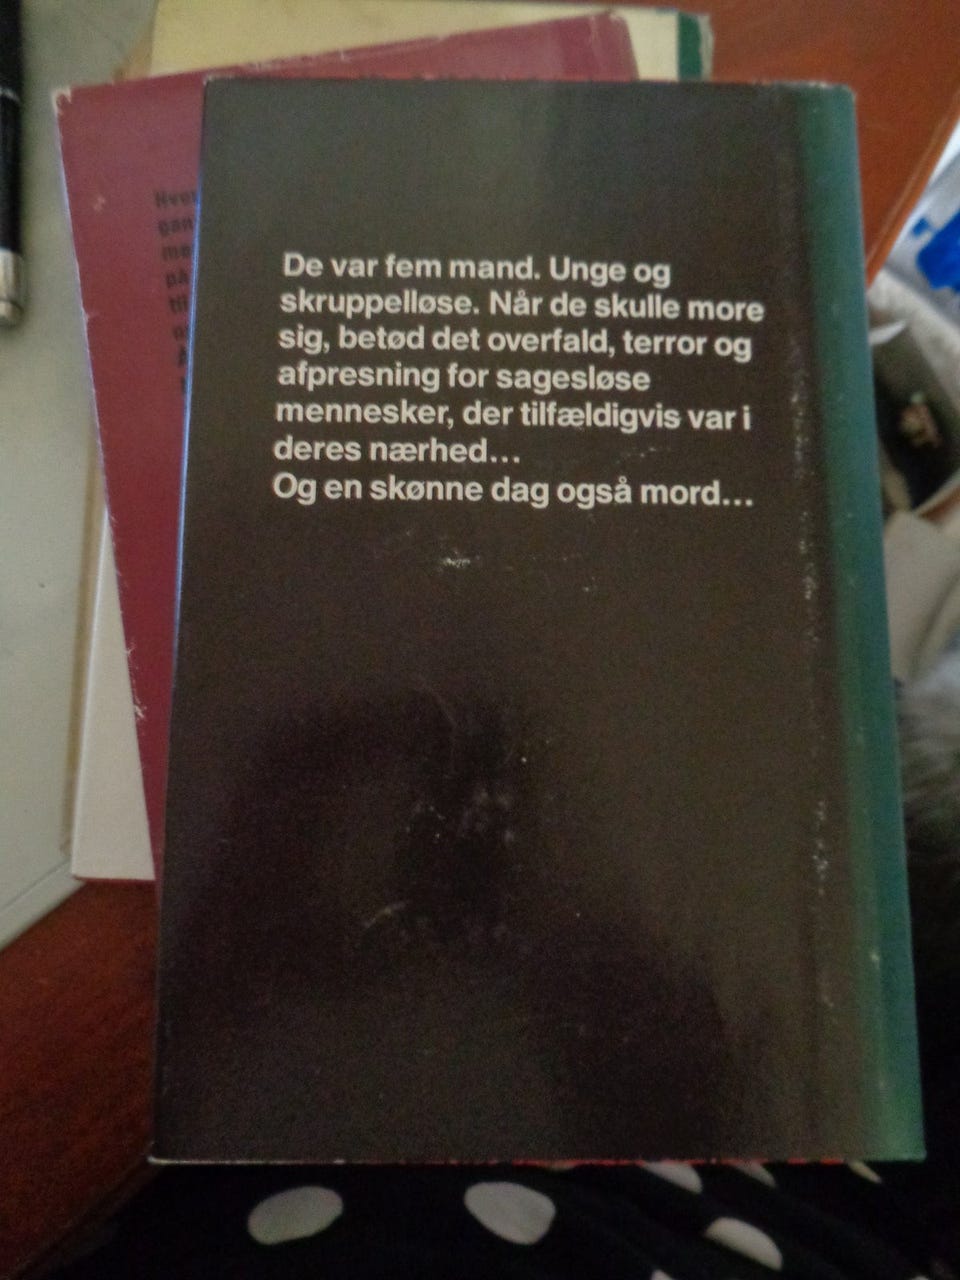 De var fem mand. Unge og
skruppelløse. Når de skulle more
sig, betød det overfald, terror og
afpresning for sagesløse
mennesker, der tilfældigvis var i
deres nærhed...
Og en skønne dag også mord...